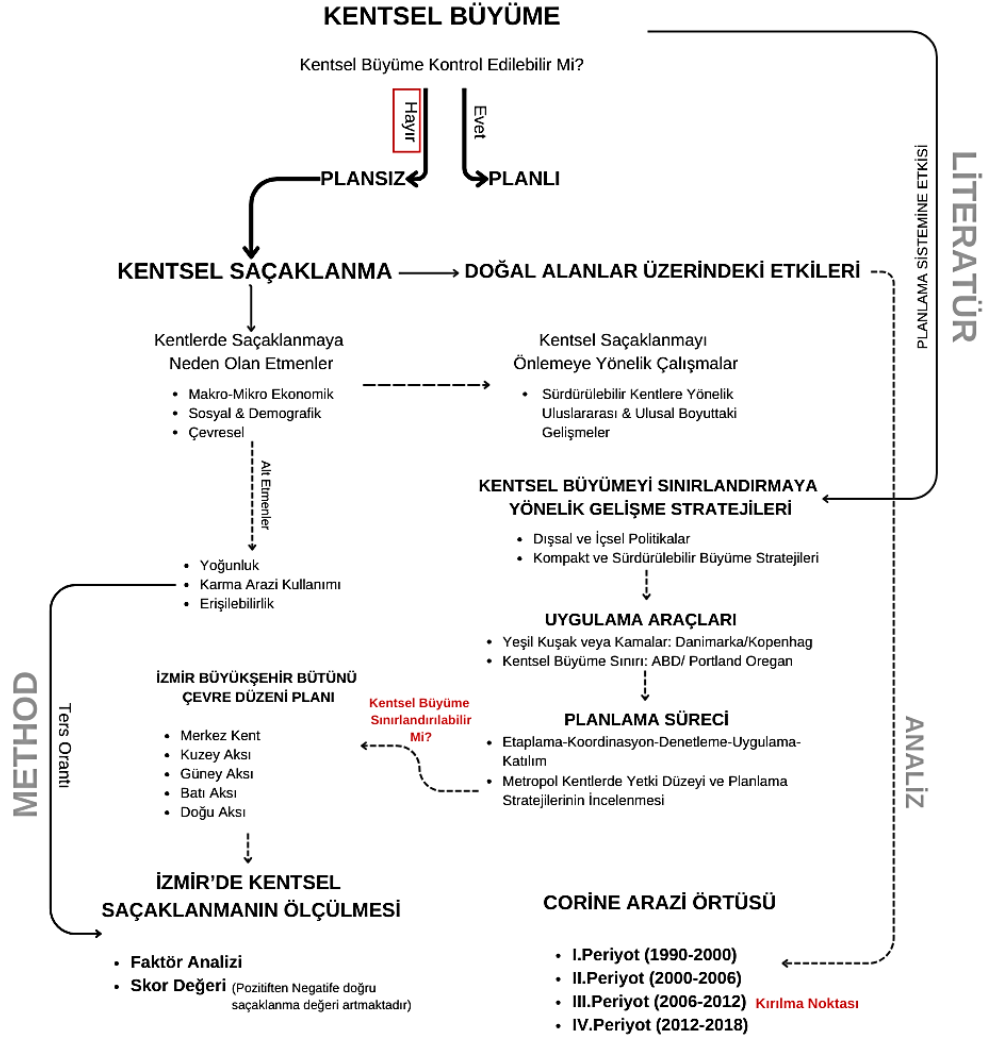 KENTSEL BÜYÜME
Kentsel Büyüme Kontrol Edilebilir Mi?
Hayır
Evet
PLANSIZ
PLANLI
KENTSEL SAÇAKLANMA
DOĞAL ALANLAR ÜZERİNDEKİ ETKİLERİ
PLANLAMA SİSTEMİNE ETKİSİ
LİTERATÜR
Kentlerde Saçaklanmaya
Neden Olan Etmenler
• Makro-Mikro Ekonomik
• Sosyal & Demografik
• Çevresel
Kentsel Saçaklanmayı
Önlemeye Yönelik Çalışmalar
• Sürdürülebilir Kentlere Yönelik
Uluslararası & Ulusal Boyuttaki
Gelişmeler
Alt Etmenler
• Yoğunluk
• Karma Arazi Kullanımı
• Erişilebilirlik
KENTSEL BÜYÜMEYİ SINIRLANDIRMAYA
YÖNELİK GELİŞME STRATEJİLERİ
• Dışsal ve İçsel Politikalar
• Kompakt ve Sürdürülebilir Büyüme Stratejileri
UYGULAMA ARAÇLARI
• Yeşil Kuşak veya Kamalar: Danimarka/Kopenhag
• Kentsel Büyüme Sınırı: ABD/ Portland Oregan
PLANLAMA SÜRECİ
• Etaplama-Koordinasyon-Denetleme-Uygulama-
Katılım
• Metropol Kentlerde Yetki Düzeyi ve Planlama
Stratejilerinin İncelenmesi
Kentsel Büyüme
Sınırlandırılabilir
Mi?
İZMİR BÜYÜKŞEHİR BÜTÜNÜ
ÇEVRE DÜZENİ PLANI
• Merkez Kent
• Kuzey Aksı
• Güney Aksı
• Batı Aksı
• Doğu Aksı
METHOD
Ters Orantı
ANALİZ
İZMİR'DE KENTSEL
SAÇAKLANMANIN ÖLÇÜLMESİ
• Faktör Analizi
• Skor Değeri (Pozitiften Negatife doğru
saçaklanma değeri artmaktadır)
CORİNE ARAZİ ÖRTÜSÜ
• I.Periyot (1990-2000)
• II.Periyot (2000-2006)
• III.Periyot (2006-2012) Kırılma Noktası
• IV.Periyot (2012-2018)